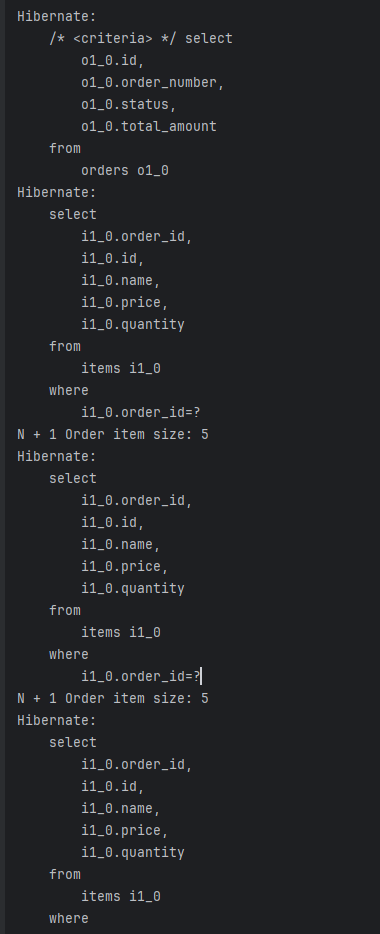 Hibernate:
    /* <criteria> */ select
        o1_0.id,
        o1_0.order_number,
        o1_0.status,
        o1_0.total_amount
    from
        orders o1_0
Hibernate:
    select
        i1_0.order_id,
        i1_0.id,
        i1_0.name,
        i1_0.price,
        i1_0.quantity
    from
        items i1_0
    where
        i1_0.order_id=?
N + 1 Order item size: 5
Hibernate:
    select
        i1_0.order_id,
        i1_0.id,
        i1_0.name,
        i1_0.price,
        i1_0.quantity
    from
        items i1_0
    where
        i1_0.order_id=?
N + 1 Order item size: 5
Hibernate:
    select
        i1_0.order_id,
        i1_0.id,
        i1_0.name,
        i1_0.price,
        i1_0.quantity
    from
        items i1_0
    where